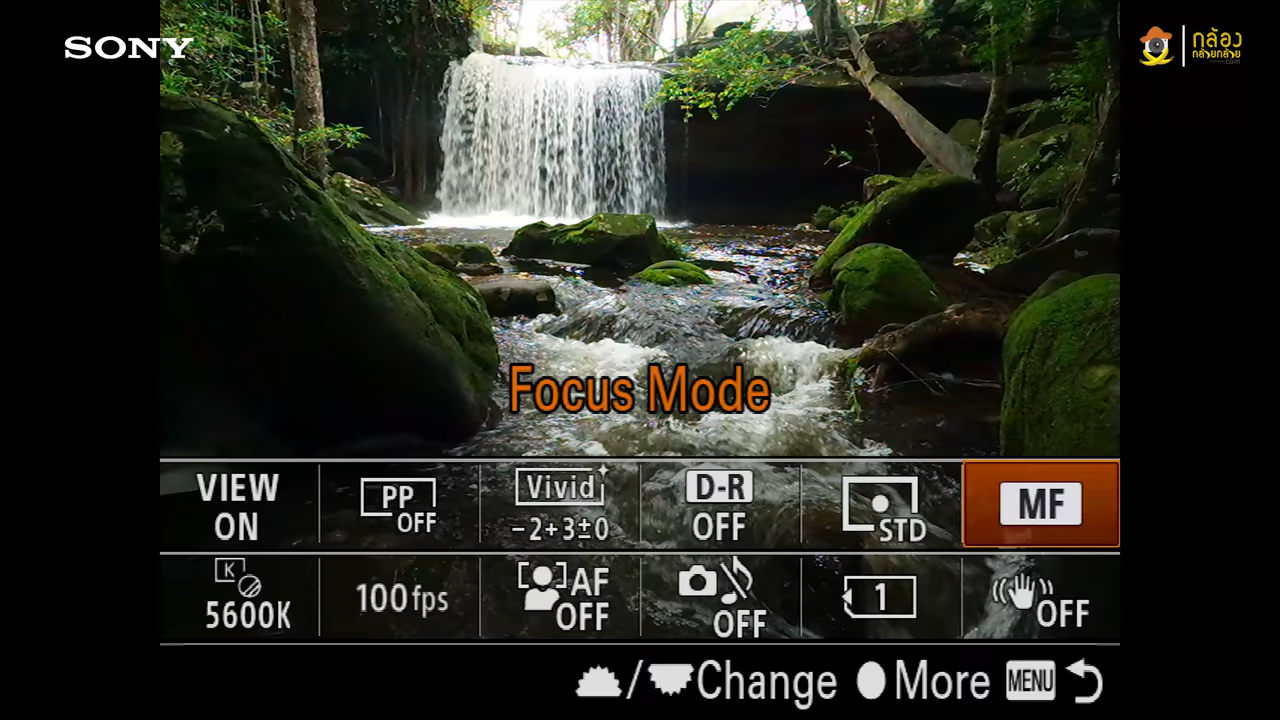 SONY
กล้อง
กล้วยกล้วย
.com
Focus Mode
VIEW ON
PP OFF
Vivid -2+3±0
D-R OFF
STD
MF
K 5600K
100fps
AF OFF
OFF
1
OFF
/ Change More MENU